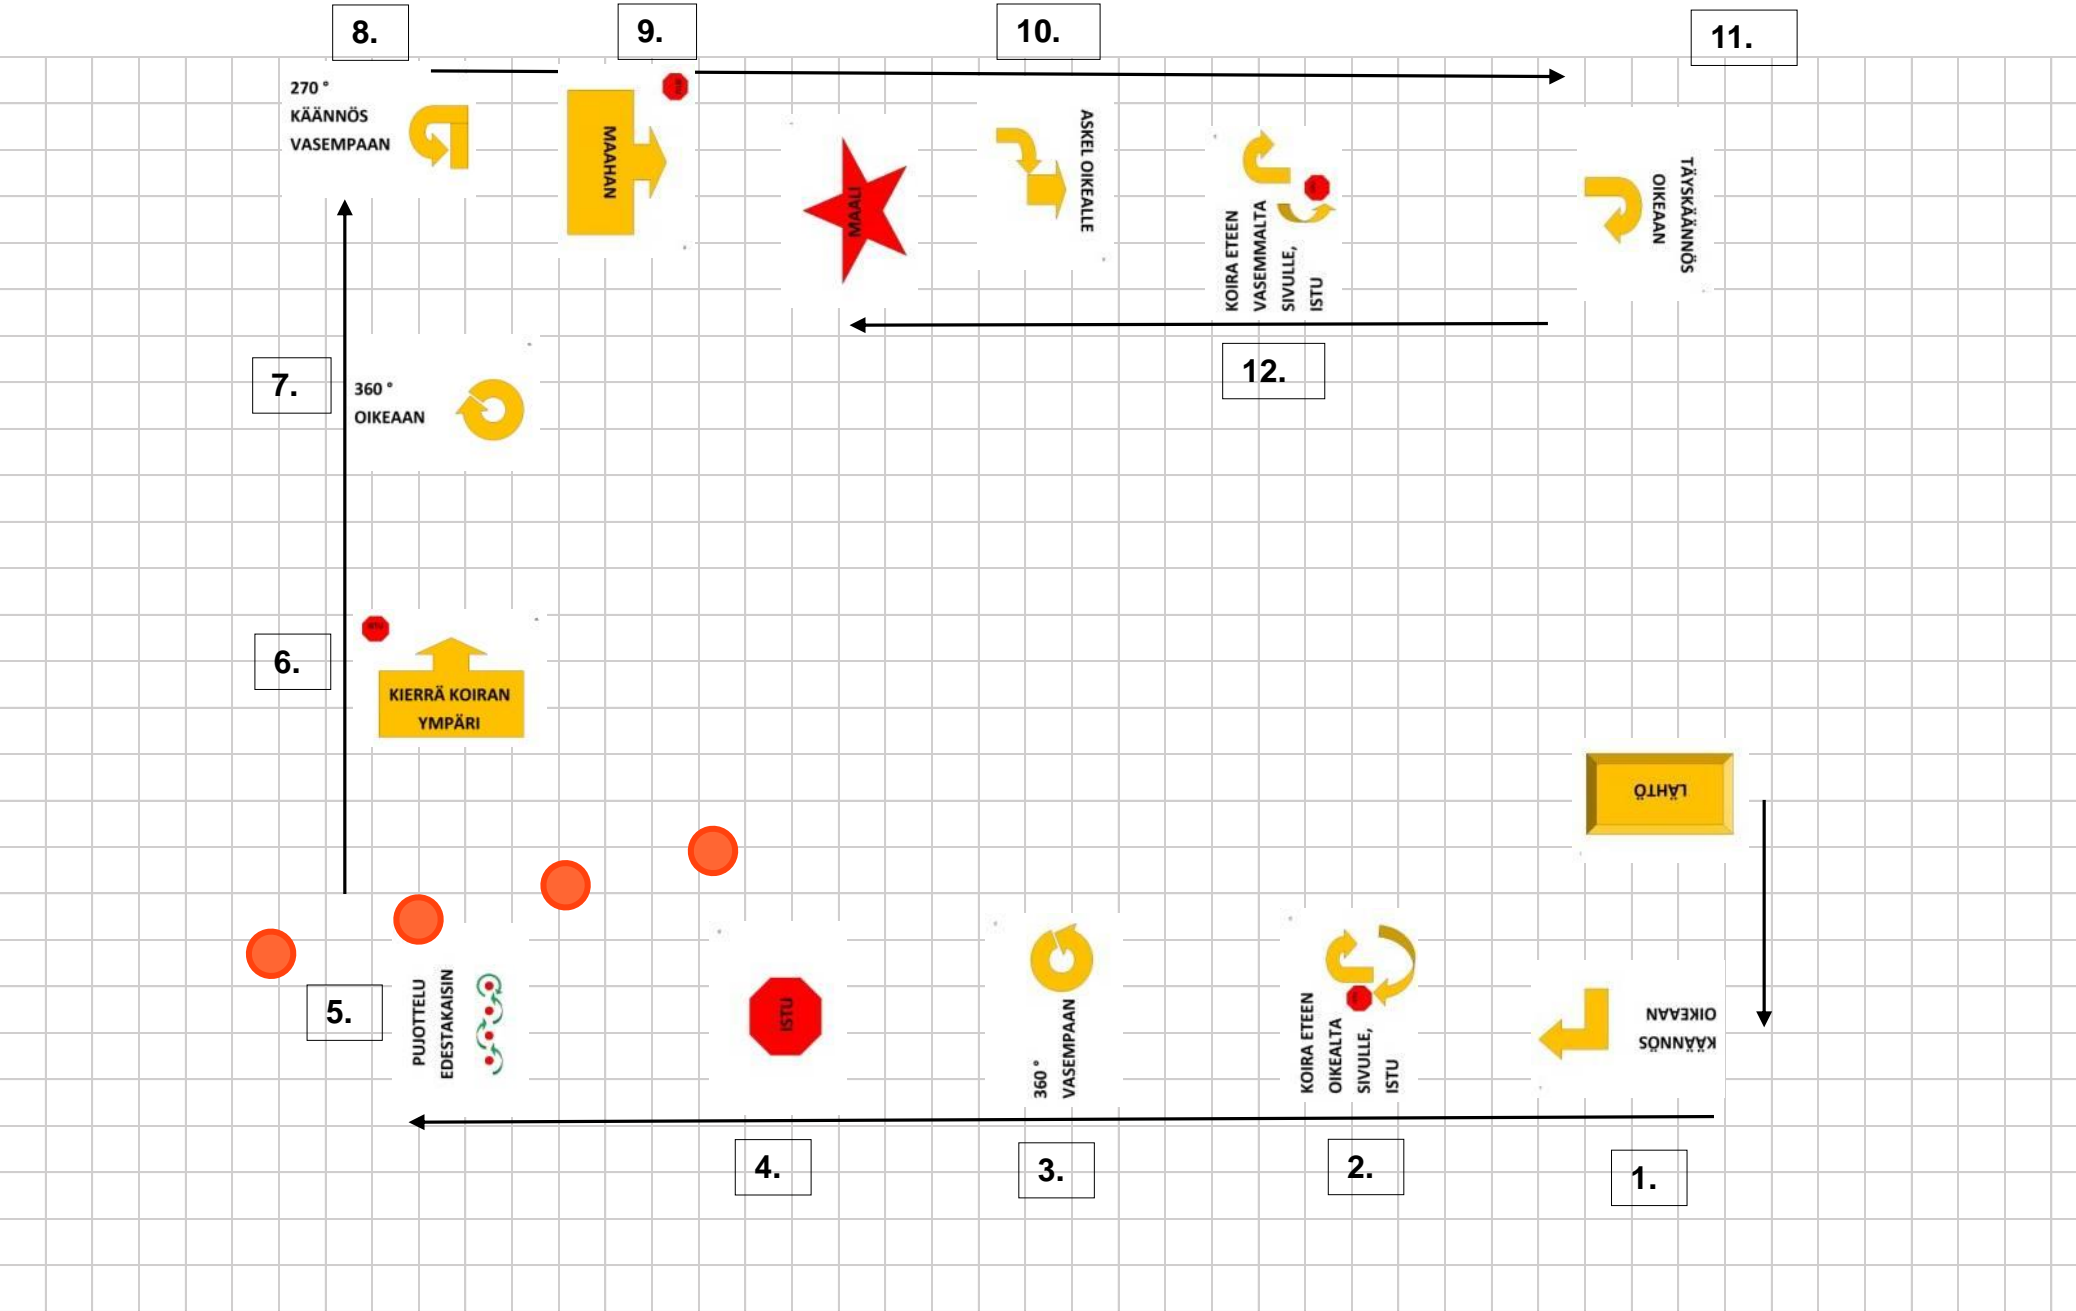 8.
9.
10.
11.
270 °
KÄÄNNÖS
VASEMPAAN
MAAHAN
MAALI
ASKEL OIKEALLE
KOIRA ETEEN
VASEMMALTA
SIVULLE,
ISTU
TÄYSKÄÄNNÖS
OIKEAAN
12.
7.
360 °
OIKEAAN
6.
ISTU
KIERRÄ KOIRAN
YMPÄRI
LÄHTÖ
5.
PUJOTTELU
EDESTAKAISIN
ISTU
360 °
VASEMPAAN
KOIRA ETEEN
OIKEALTA
SIVULLE,
ISTU
KÄÄNNÖS
OIKEAAN
4.
3.
2.
1.